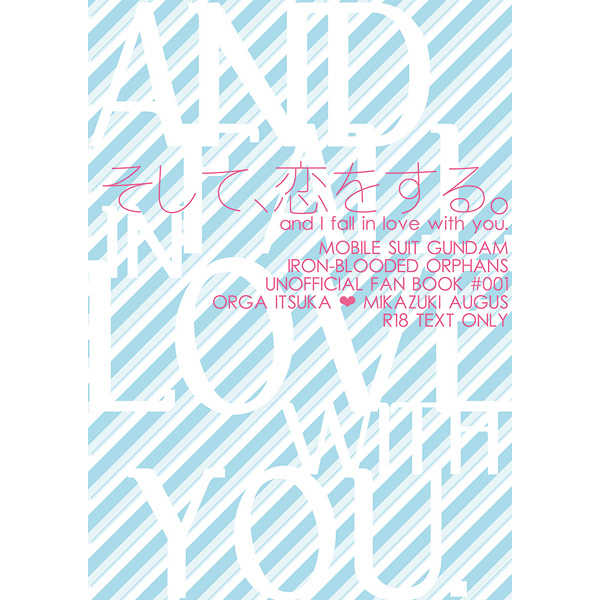 AND
I FALL
IN
LOVE
WITH
YOU.
そして、恋をする。
and I fall in love with you.
MOBILE SUIT GUNDAM
IRON-BLOODED ORPHANS
UNOFFICIAL FAN BOOK #001
ORGA ITSUKA ❤ MIKAZUKI AUGUS
R18 TEXT ONLY